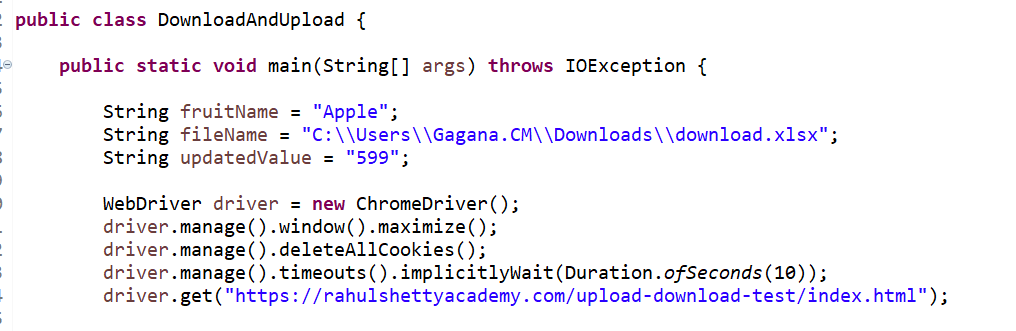 public class DownloadAndUpload {
public static void main(String[] args) throws IOException {
String fruitName = "Apple";
String fileName = "C:\\Users\\Gagana.CM\\Downloads\\download.xlsx";
String updatedValue = "599";
WebDriver driver = new ChromeDriver();
driver.manage().window().maximize();
driver.manage().deleteAllCookies();
driver.manage().timeouts().implicitlyWait(Duration.ofSeconds(10));
driver.get("https://rahulshettyacademy.com/upload-download-test/index.html");